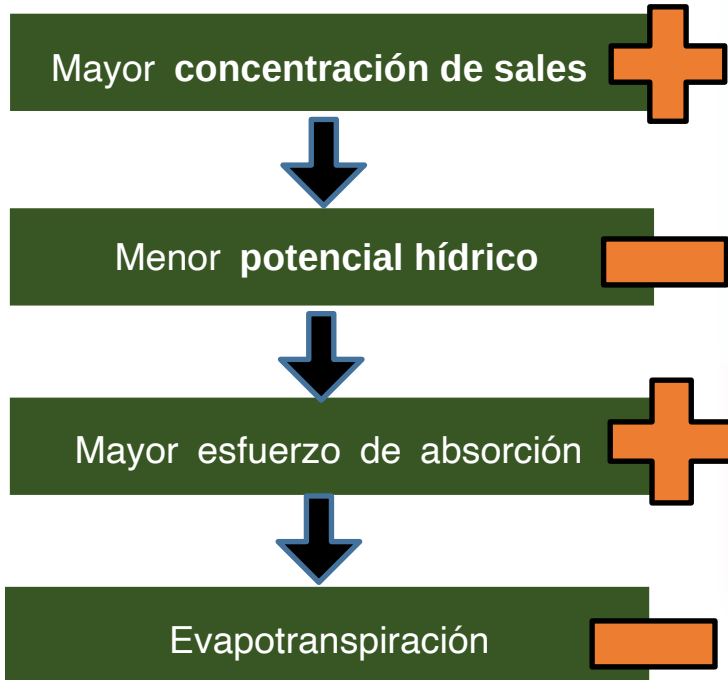 Mayor concentración de sales
Menor potencial hídrico
Mayor esfuerzo de absorción
Evapotranspiración